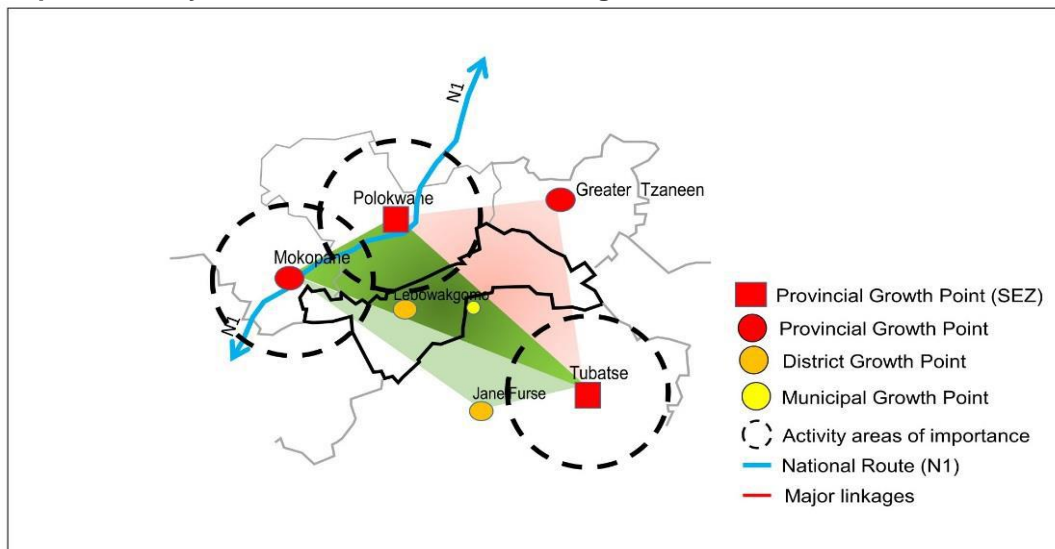 N1
Polokwane
Greater Tzaneen
Mokopane
Lebowakgomo
N1
Tubatse
Jane Furse
Provincial Growth Point (SEZ)
Provincial Growth Point
District Growth Point
Municipal Growth Point
Activity areas of importance
National Route (N1)
Major linkages